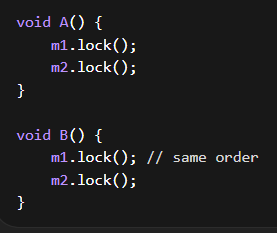 void A() {
    m1.lock();
    m2.lock();
}

void B() {
    m1.lock(); // same order
    m2.lock();
}